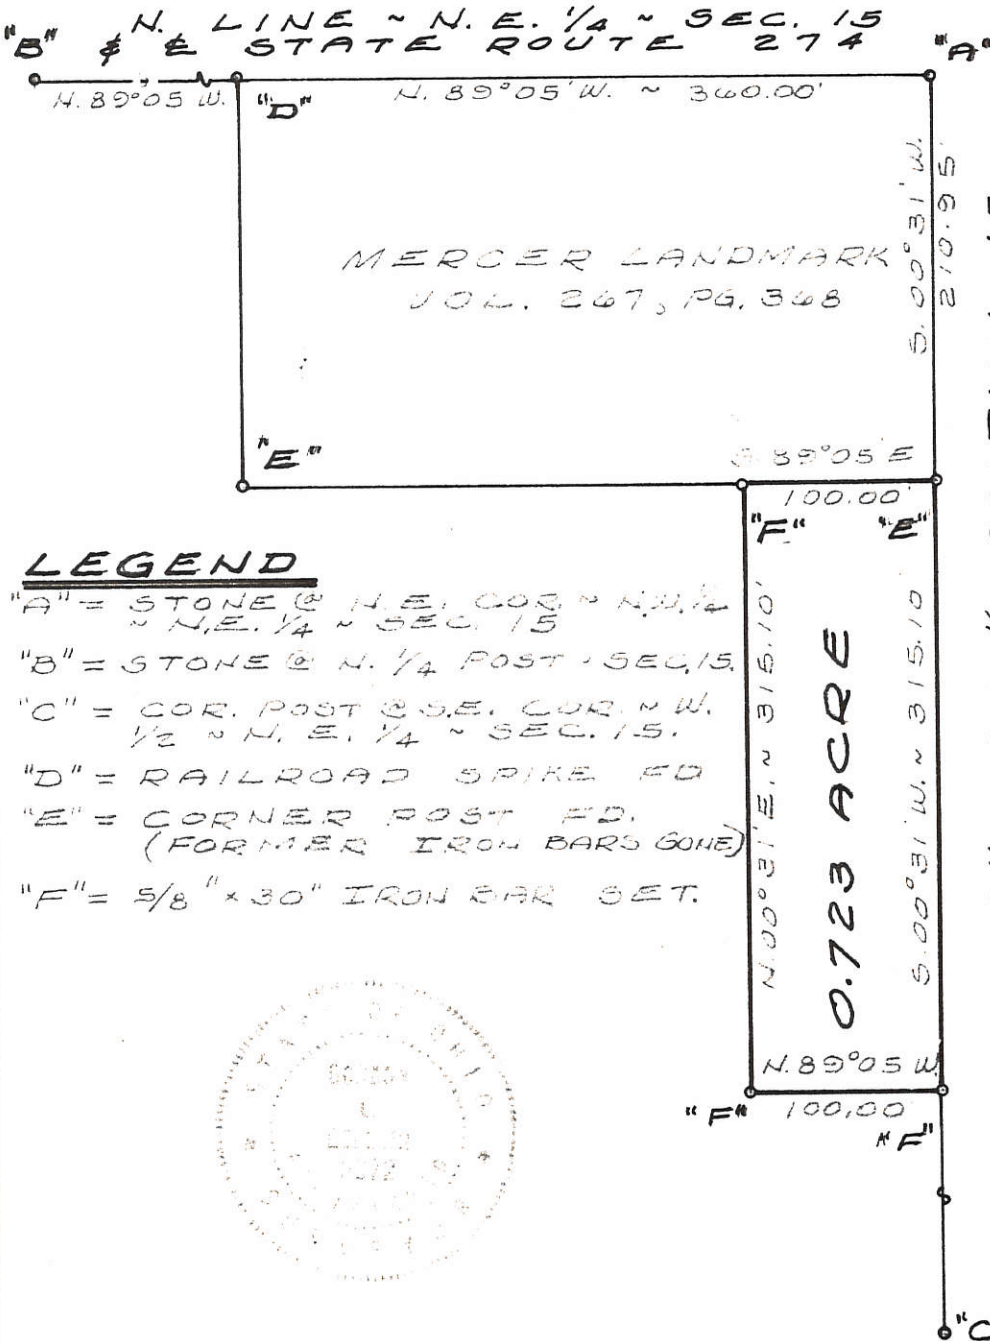 N. LINE ~ N. E. 1/4 ~ SEC. 15
"B" & ℄ STATE ROUTE 274 "A"
N. 89°05 W. "D" N. 89°05' W. ~ 360.00'
S. 00°31' W.
210.95'
MERCER LANDMARK
VOL. 267, PG. 368
"E"
S 89°05' E
100.00'
"F" "E"
LEGEND
"A" = STONE @ N.E. COR. ~ N.W. 1/4
~ N.E. 1/4 ~ SEC. 15
"B" = STONE @ N. 1/4 POST ~ SEC. 15.
"C" = COR. POST @ S.E. COR. ~ W.
1/2 ~ N. E. 1/4 ~ SEC. 15.
"D" = RAILROAD SPIKE FD
"E" = CORNER POST FD.
(FORMER IRON BARS GONE)
"F" = 5/8" x 30" IRON BAR SET.
N. 00°31' E. ~ 315.10'
0.723 ACRE
S. 00°31' W. ~ 315.10
N. 89°05 W.
"F" 100.00
"F"
STATE OF OHIO
"C